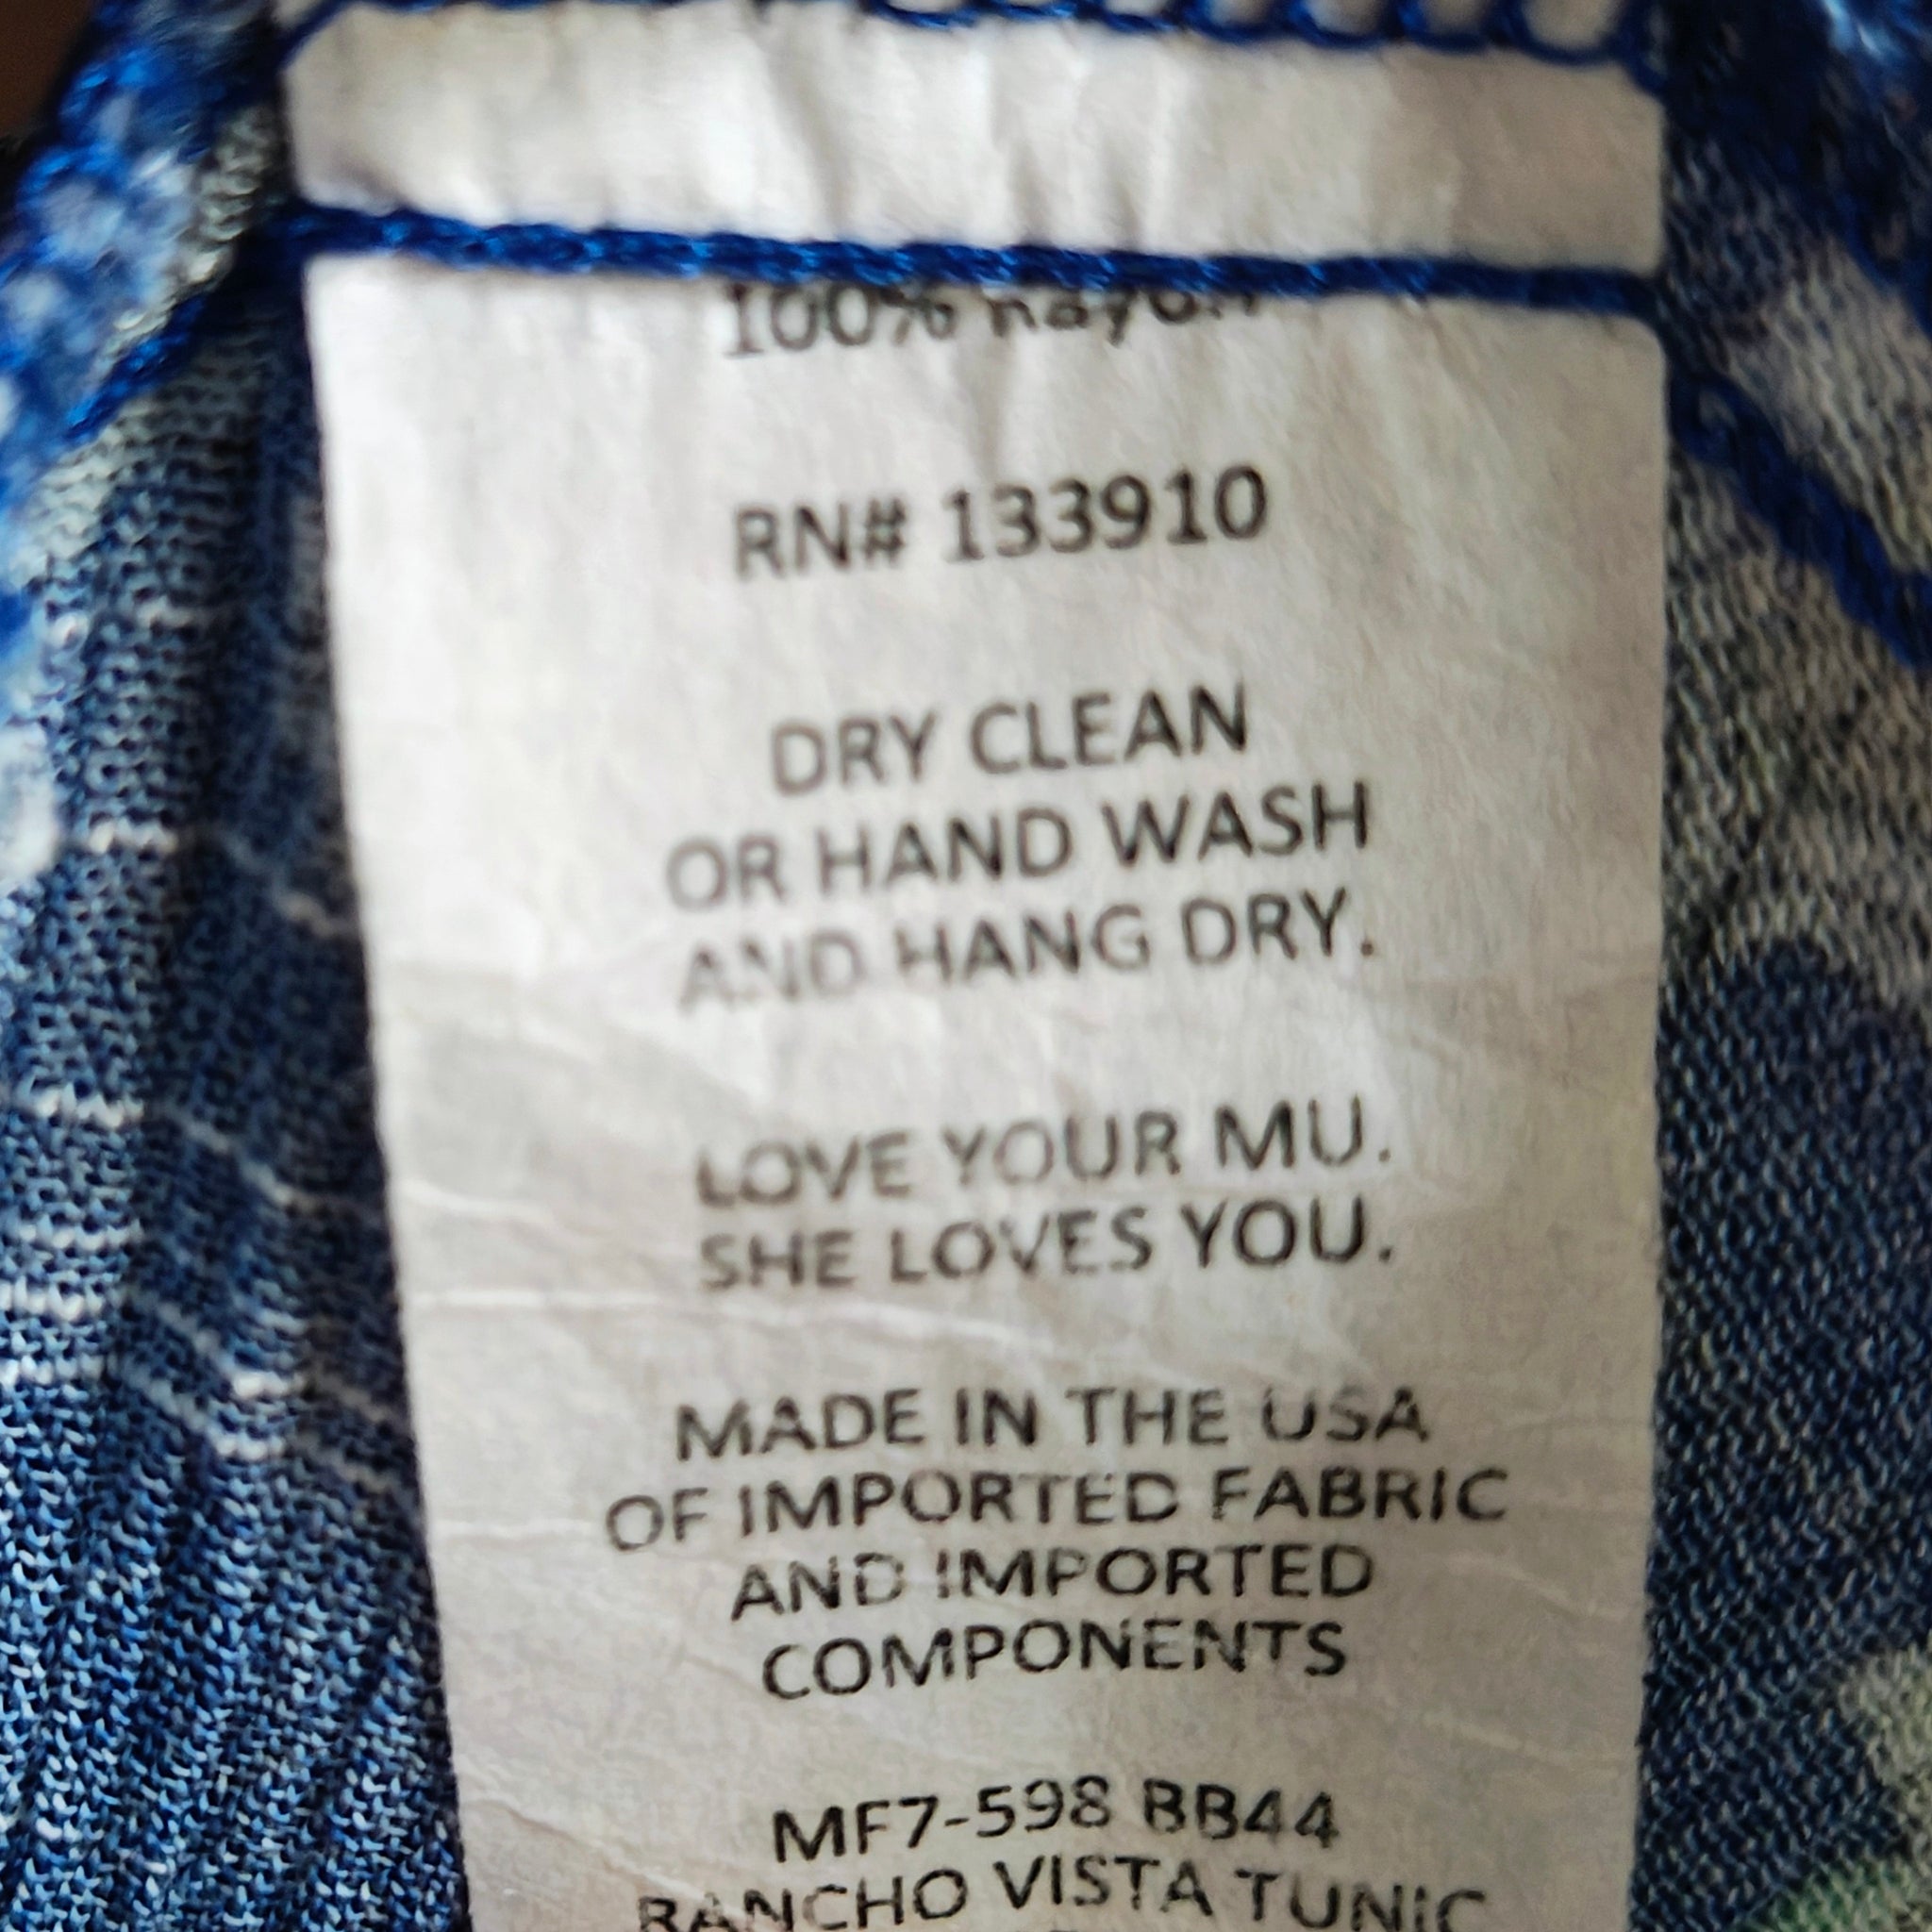 100% Rayon
RN# 133910
DRY CLEAN
OR HAND WASH
AND HANG DRY.
LOVE YOUR MU.
SHE LOVES YOU.
MADE IN THE USA
OF IMPORTED FABRIC
AND IMPORTED
COMPONENTS
MF7-598 BB44
RANCHO VISTA TUNIC